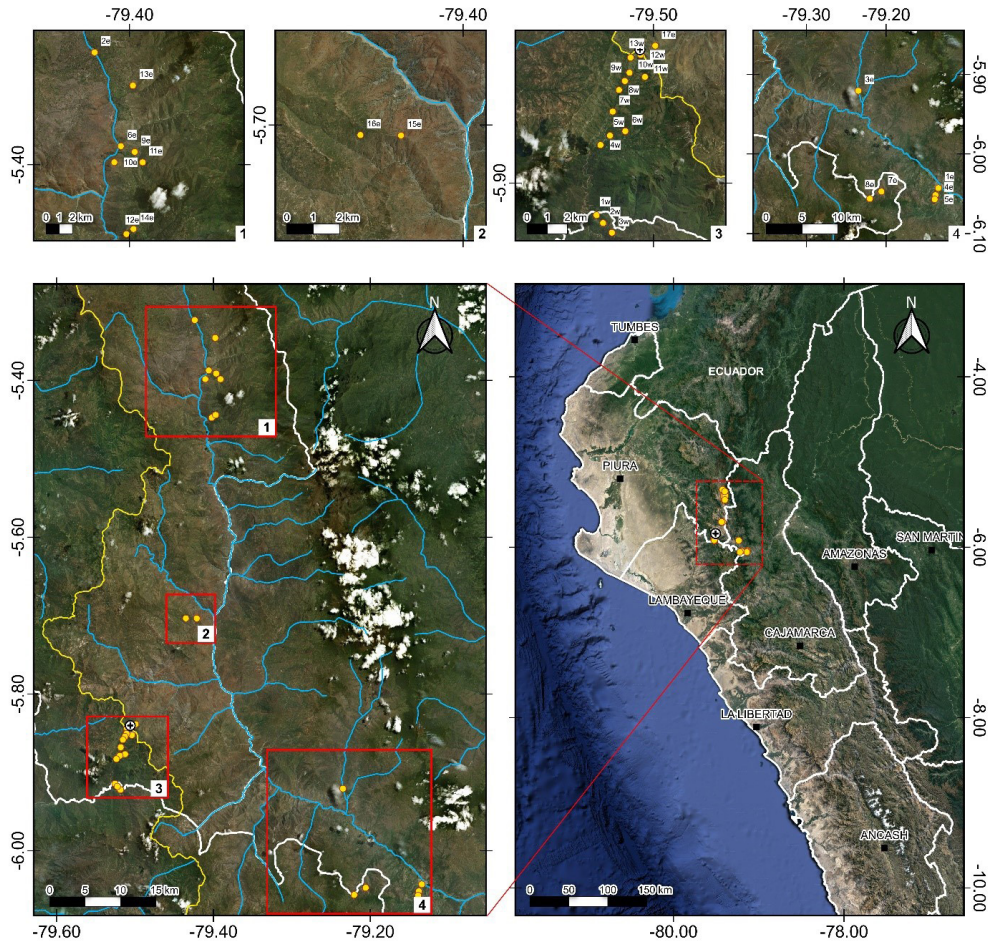 -79.40
-79.40
-79.50
-79.30
-79.20
2e
13e
6e
9e
11e
10e
12e
14e
-5.40
0 1 2 km
1
16a
15e
-5.70
0 1 2 km
2
17e
13w
12w
10w
11w
9w
8w
7w
5w
6w
4w
1w
2w
3w
-5.90
0 1 2 km
3
3e
7e
8e
1e
4e
5e
-5.90
-6.00
-6.10
0 5 10 km
4
N
1
2
3
4
-5.40
-5.60
-5.80
-6.00
0 5 10 15 km
-79.60
-79.40
-79.20
N
TUMBES
ECUADOR
PIURA
SAN MARTIN
AMAZONAS
LAMBAYEQUE
CAJAMARCA
LA LIBERTAD
ANCASH
-4.00
-6.00
-8.00
-10.00
0 50 100 150 km
-80.00
-78.00